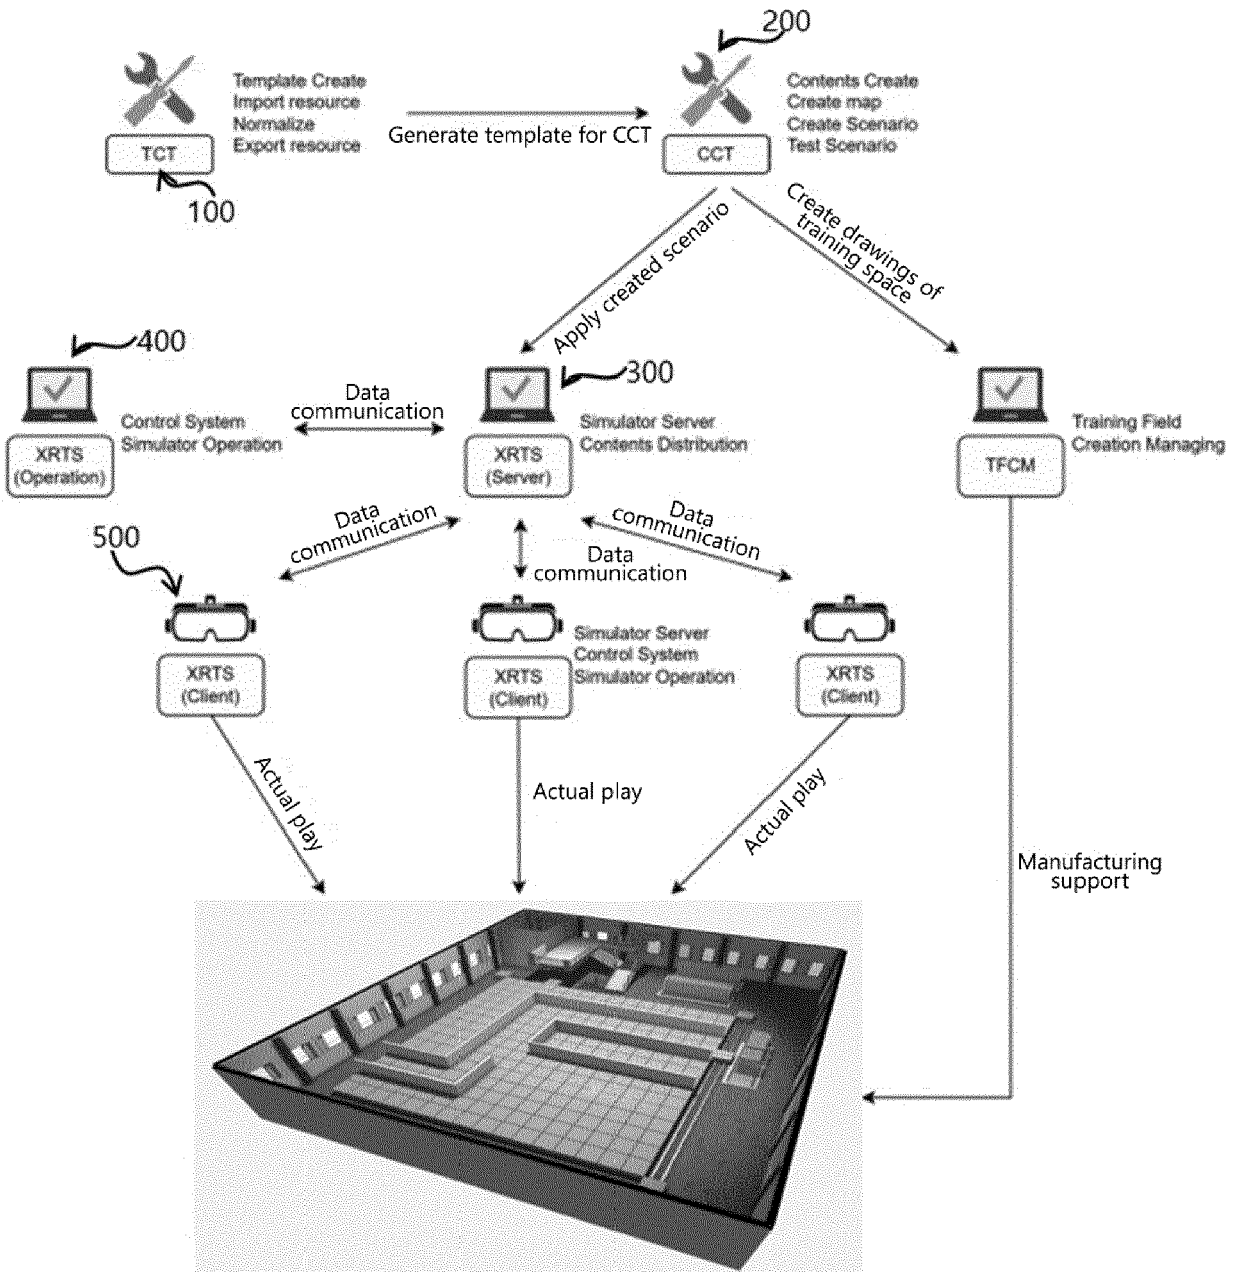 200
Template Create
Import resource
Normalize
Export resource
TCT
100
Generate template for CCT
Contents Create
Create map
Create Scenario
Test Scenario
CCT
Apply created scenario
Create drawings of
training space
400
300
Data
communication
Control System
Simulator Operation
XRTS
(Operation)
Simulator Server
Contents Distribution
XRTS
(Server)
Training Field
Creation Managing
TFCM
500
Data
communication
Data
communication
Data
communication
XRTS
(Client)
Simulator Server
Control System
Simulator Operation
XRTS
(Client)
XRTS
(Client)
Actual play
Actual play
Actual play
Manufacturing
support